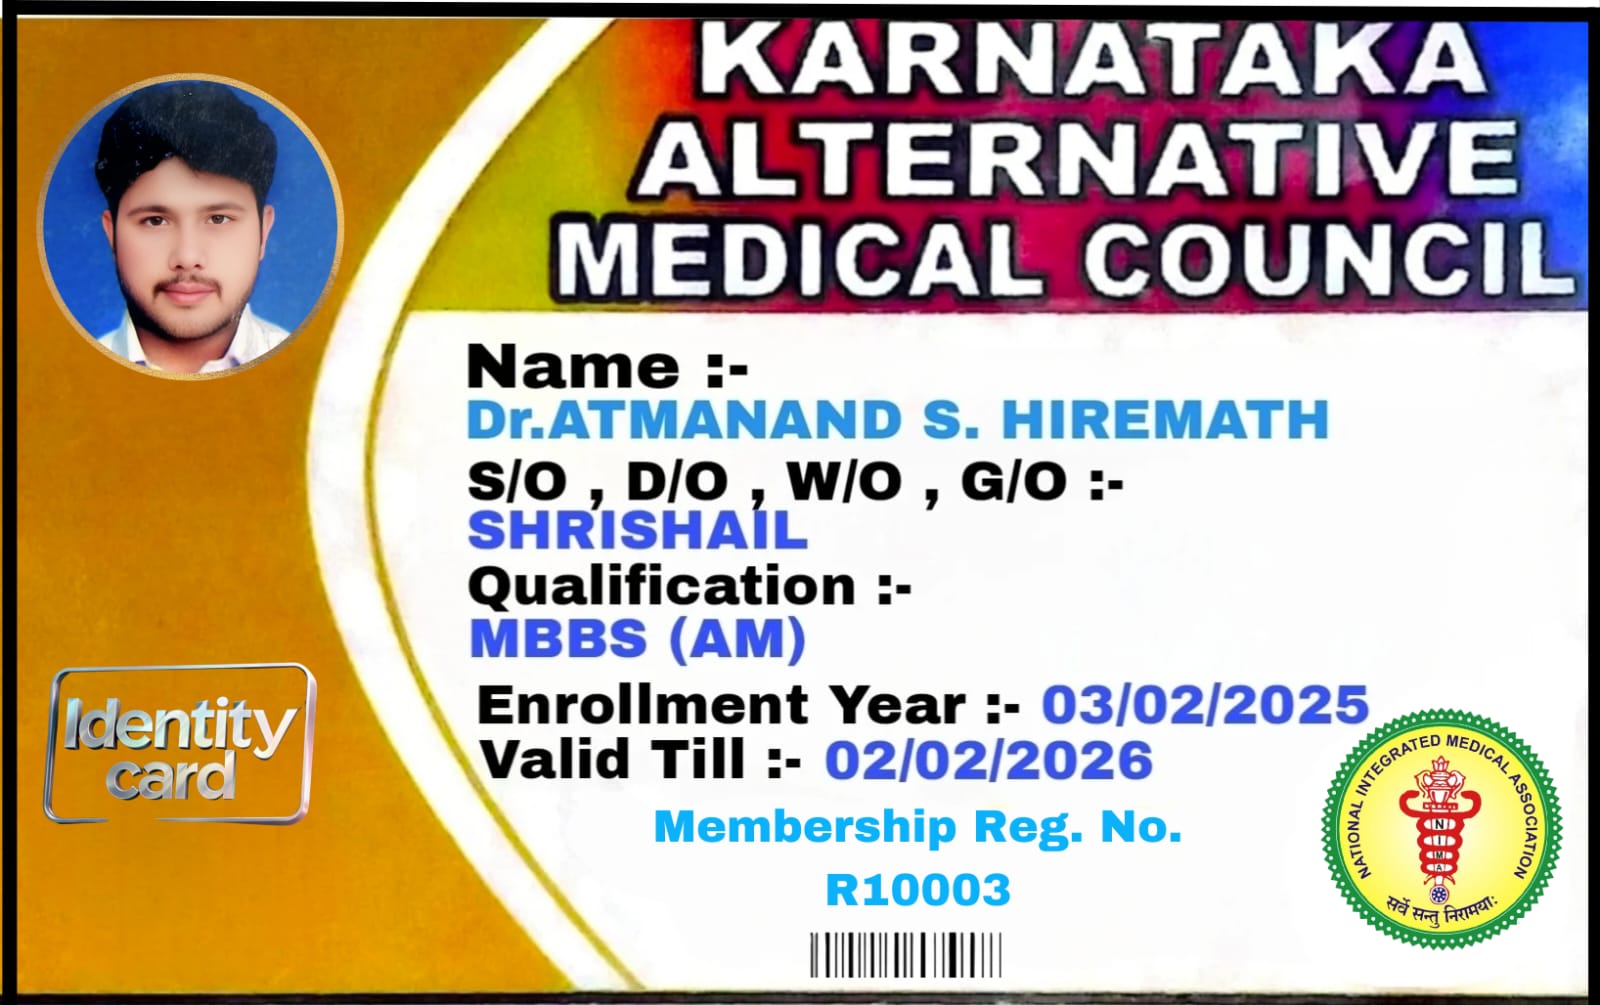 KARNATAKA
ALTERNATIVE
MEDICAL COUNCIL
Name :-
Dr.ATMANAND S. HIREMATH
S/O , D/O , W/O , G/O :-
SHRISHAIL
Qualification :-
MBBS (AM)
Enrollment Year :- 03/02/2025
Valid Till :- 02/02/2026
Membership Reg. No.
R10003
Identity
card
NATIONAL INTEGRATED MEDICAL ASSOCIATION
N
I
M
A
सर्वे सन्तु निरामयाः